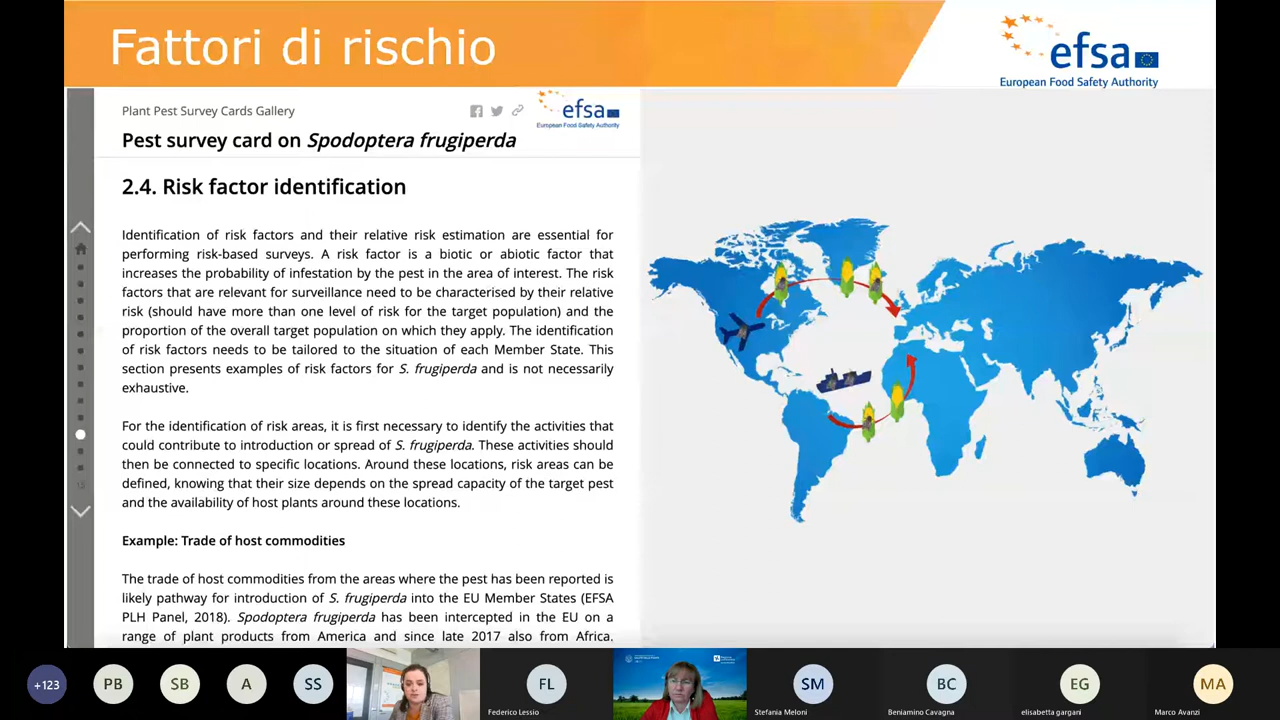 Fattori di rischio
efsa
European Food Safety Authority
Plant Pest Survey Cards Gallery
efsa
European Food Safety Authority
Pest survey card on Spodoptera frugiperda
2.4. Risk factor identification
Identification of risk factors and their relative risk estimation are essential for
performing risk-based surveys. A risk factor is a biotic or abiotic factor that
increases the probability of infestation by the pest in the area of interest. The risk
factors that are relevant for surveillance need to be characterised by their relative
risk (should have more than one level of risk for the target population) and the
proportion of the overall target population on which they apply. The identification
of risk factors needs to be tailored to the situation of each Member State. This
section presents examples of risk factors for S. frugiperda and is not necessarily
exhaustive.
For the identification of risk areas, it is first necessary to identify the activities that
could contribute to introduction or spread of S. frugiperda. These activities should
then be connected to specific locations. Around these locations, risk areas can be
defined, knowing that their size depends on the spread capacity of the target pest
and the availability of host plants around these locations.
Example: Trade of host commodities
The trade of host commodities from the areas where the pest has been reported is
likely pathway for introduction of S. frugiperda into the EU Member States (EFSA
PLH Panel, 2018). Spodoptera frugiperda has been intercepted in the EU on a
range of plant products from America and since late 2017 also from Africa.
+123
PB
SB
A
SS
FL
Federico Lessio
SM
Stefania Meloni
BC
Beniamino Cavagna
EG
elisabetta gargani
MA
Marco Avanzi